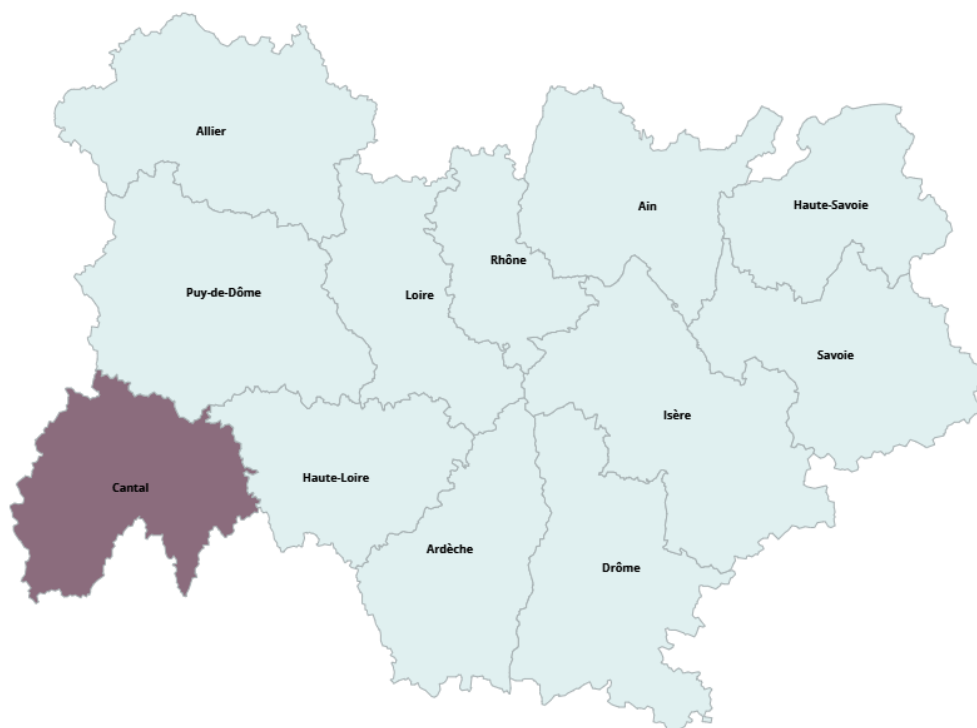 Allier
Ain
Haute-Savoie
Rhône
Puy-de-Dôme
Loire
Savoie
Isère
Haute-Loire
Cantal
Ardèche
Drôme